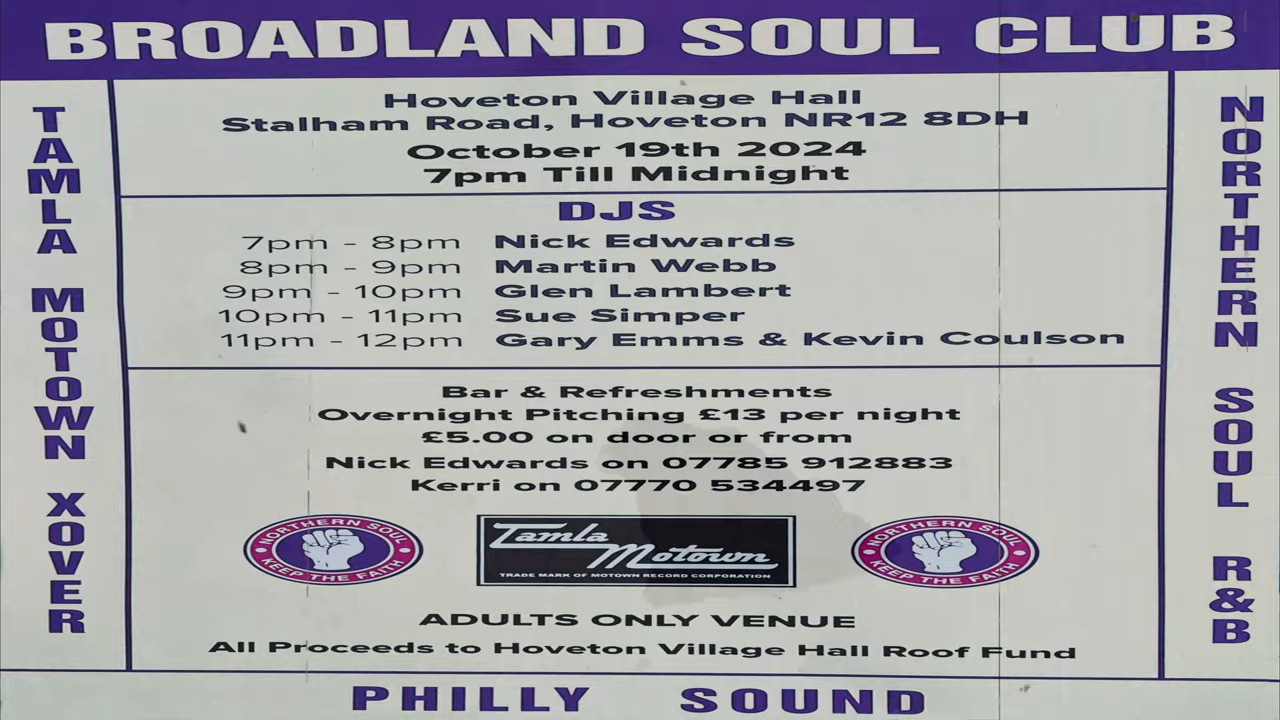 BROADLAND SOUL CLUB
TAMLA MOTOWN XOVER
Hoveton Village Hall
Stalham Road, Hoveton NR12 8DH
October 19th 2024
7pm Till Midnight
DJS
7pm - 8pm Nick Edwards
8pm - 9pm Martin Webb
9pm - 10pm Glen Lambert
10pm - 11pm Sue Simper
11pm - 12pm Gary Emms & Kevin Coulson
Bar & Refreshments
Overnight Pitching £13 per night
£5.00 on door or from
Nick Edwards on 07785 912883
Kerri on 07770 534497
NORTHERN SOUL
KEEP THE FAITH
Tamla Motown
TRADE MARK OF MOTOWN RECORD CORPORATION
NORTHERN SOUL
KEEP THE FAITH
ADULTS ONLY VENUE
All Proceeds to Hoveton Village Hall Roof Fund
NORTHERN SOUL R&B
PHILLY SOUND